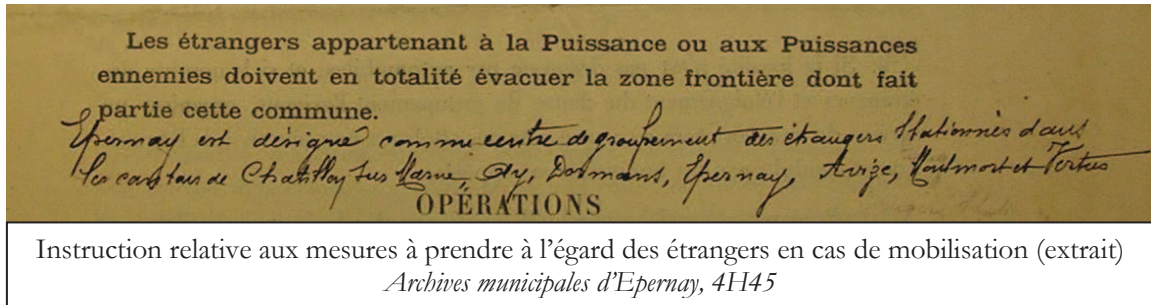 Les étrangers appartenant à la Puissance ou aux Puissances
ennemies doivent en totalité évacuer la zone frontière dont fait
partie cette commune.
Epernay est désigné comme centre de groupement des étrangers stationnés dans
les cantons de Chatillon sur Marne, Ay, Dormans, Epernay, Avize, Montmort et Vertus
OPÉRATIONS
Instruction relative aux mesures à prendre à l’égard des étrangers en cas de mobilisation (extrait)
Archives municipales d’Epernay, 4H45